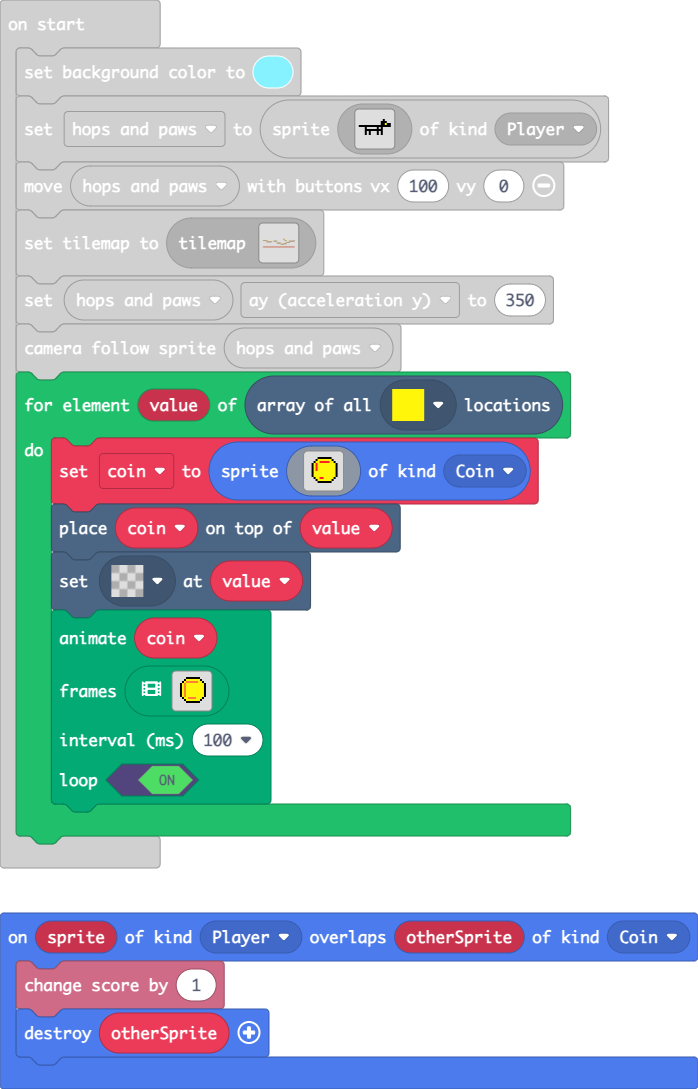 on start
set background color to
set hops and paws to sprite of kind Player
move hops and paws with buttons vx 100 vy 0
set tilemap to tilemap
set hops and paws ay (acceleration y) to 350
camera follow sprite hops and paws
for element value of array of all locations
do
set coin to sprite of kind Coin
place coin on top of value
set at value
animate coin
frames
interval (ms) 100
loop ON
on sprite of kind Player overlaps otherSprite of kind Coin
change score by 1
destroy otherSprite